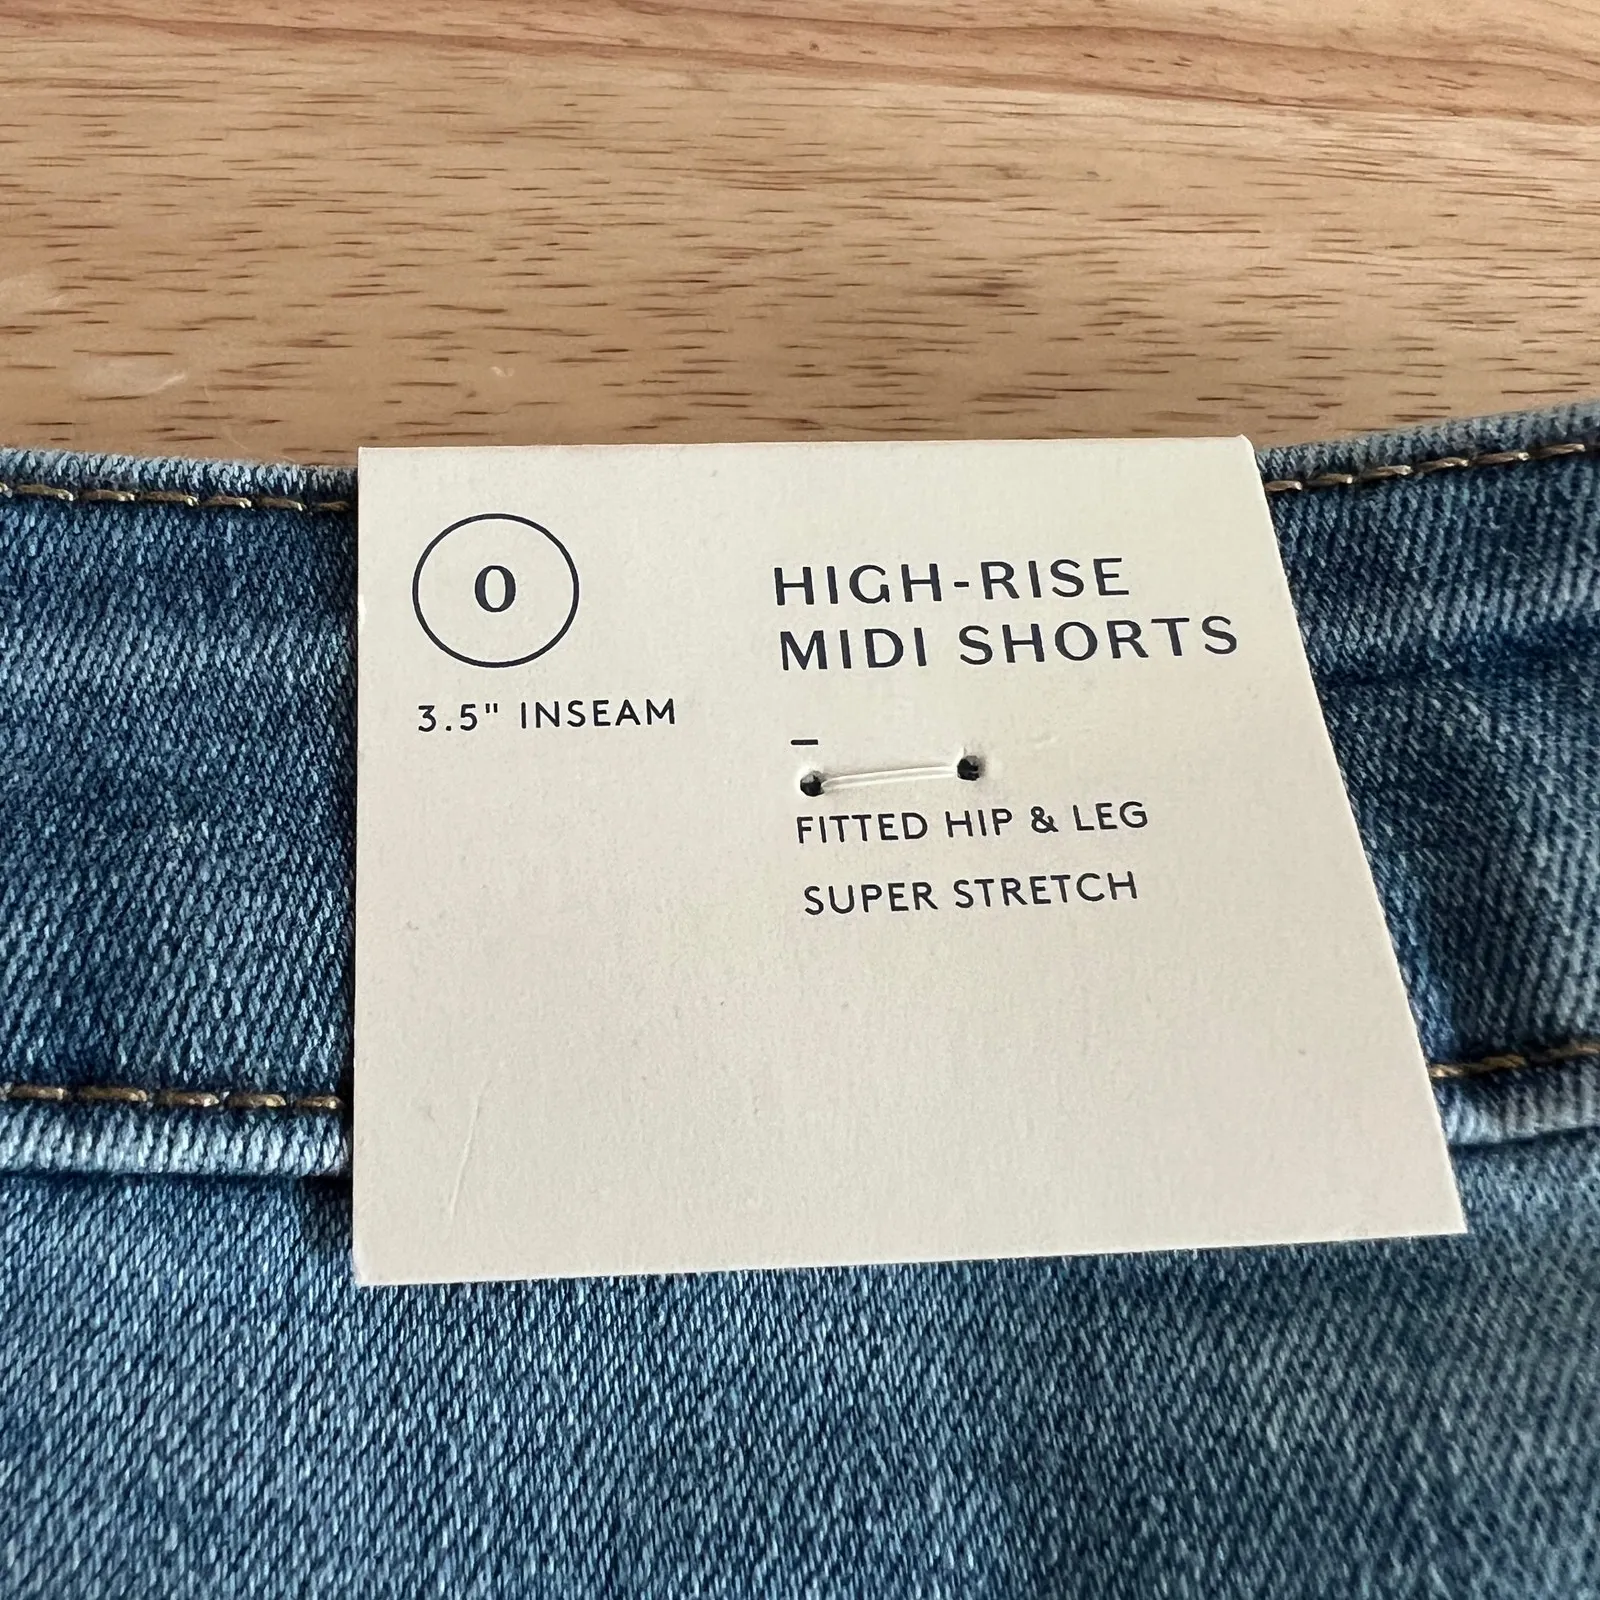 0
3.5" INSEAM
HIGH-RISE
MIDI SHORTS
–
FITTED HIP & LEG
SUPER STRETCH